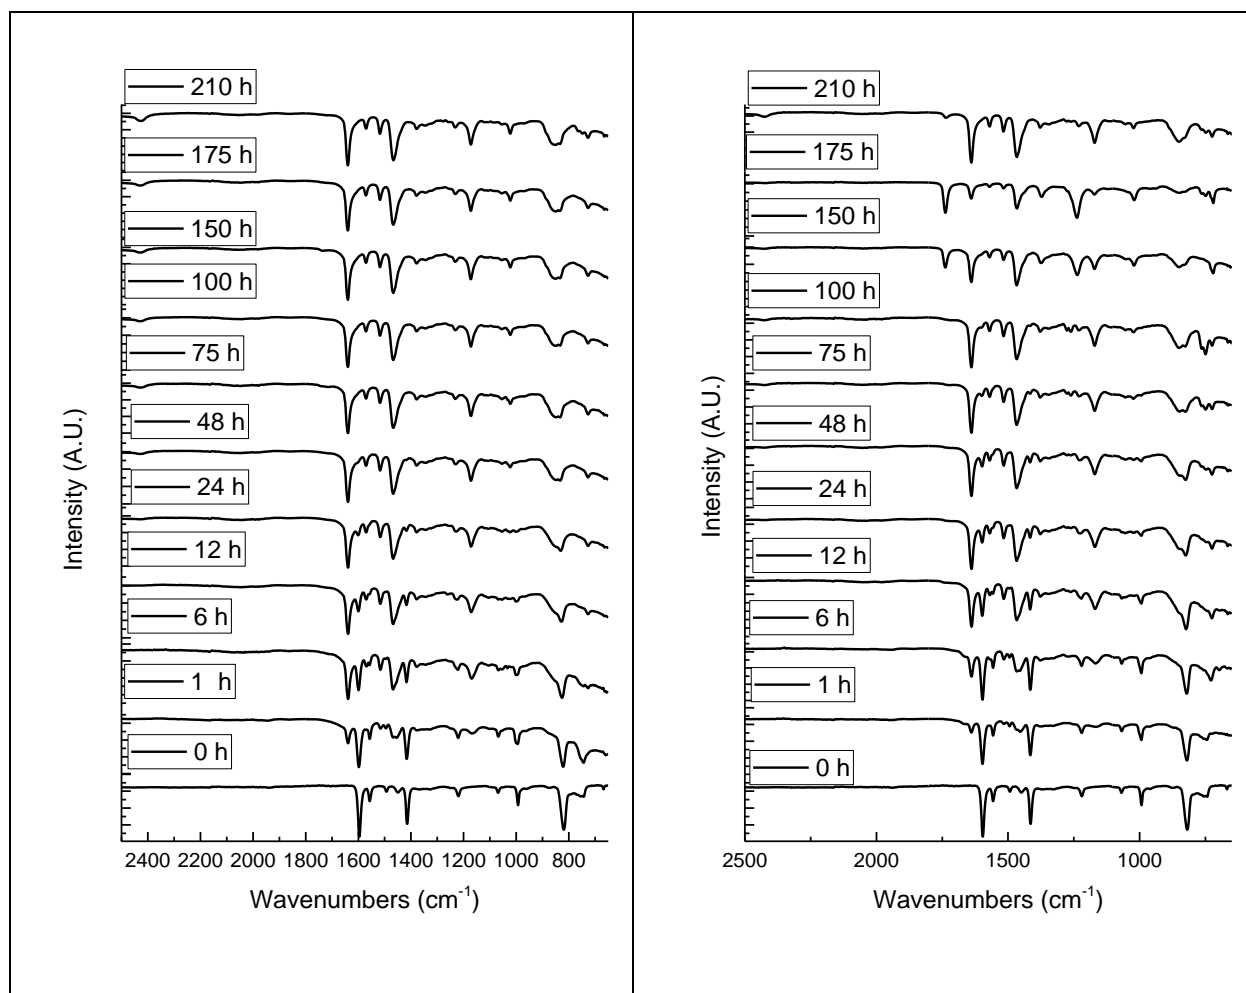 210 h
175 h
150 h
100 h
75 h
48 h
24 h
12 h
6 h
1 h
0 h
Intensity (A.U.)
2400 2200 2000 1800 1600 1400 1200 1000 800
Wavenumbers (cm⁻¹)
210 h
175 h
150 h
100 h
75 h
48 h
24 h
12 h
6 h
1 h
0 h
Intensity (A.U.)
2500 2000 1500 1000
Wavenumbers (cm⁻¹)